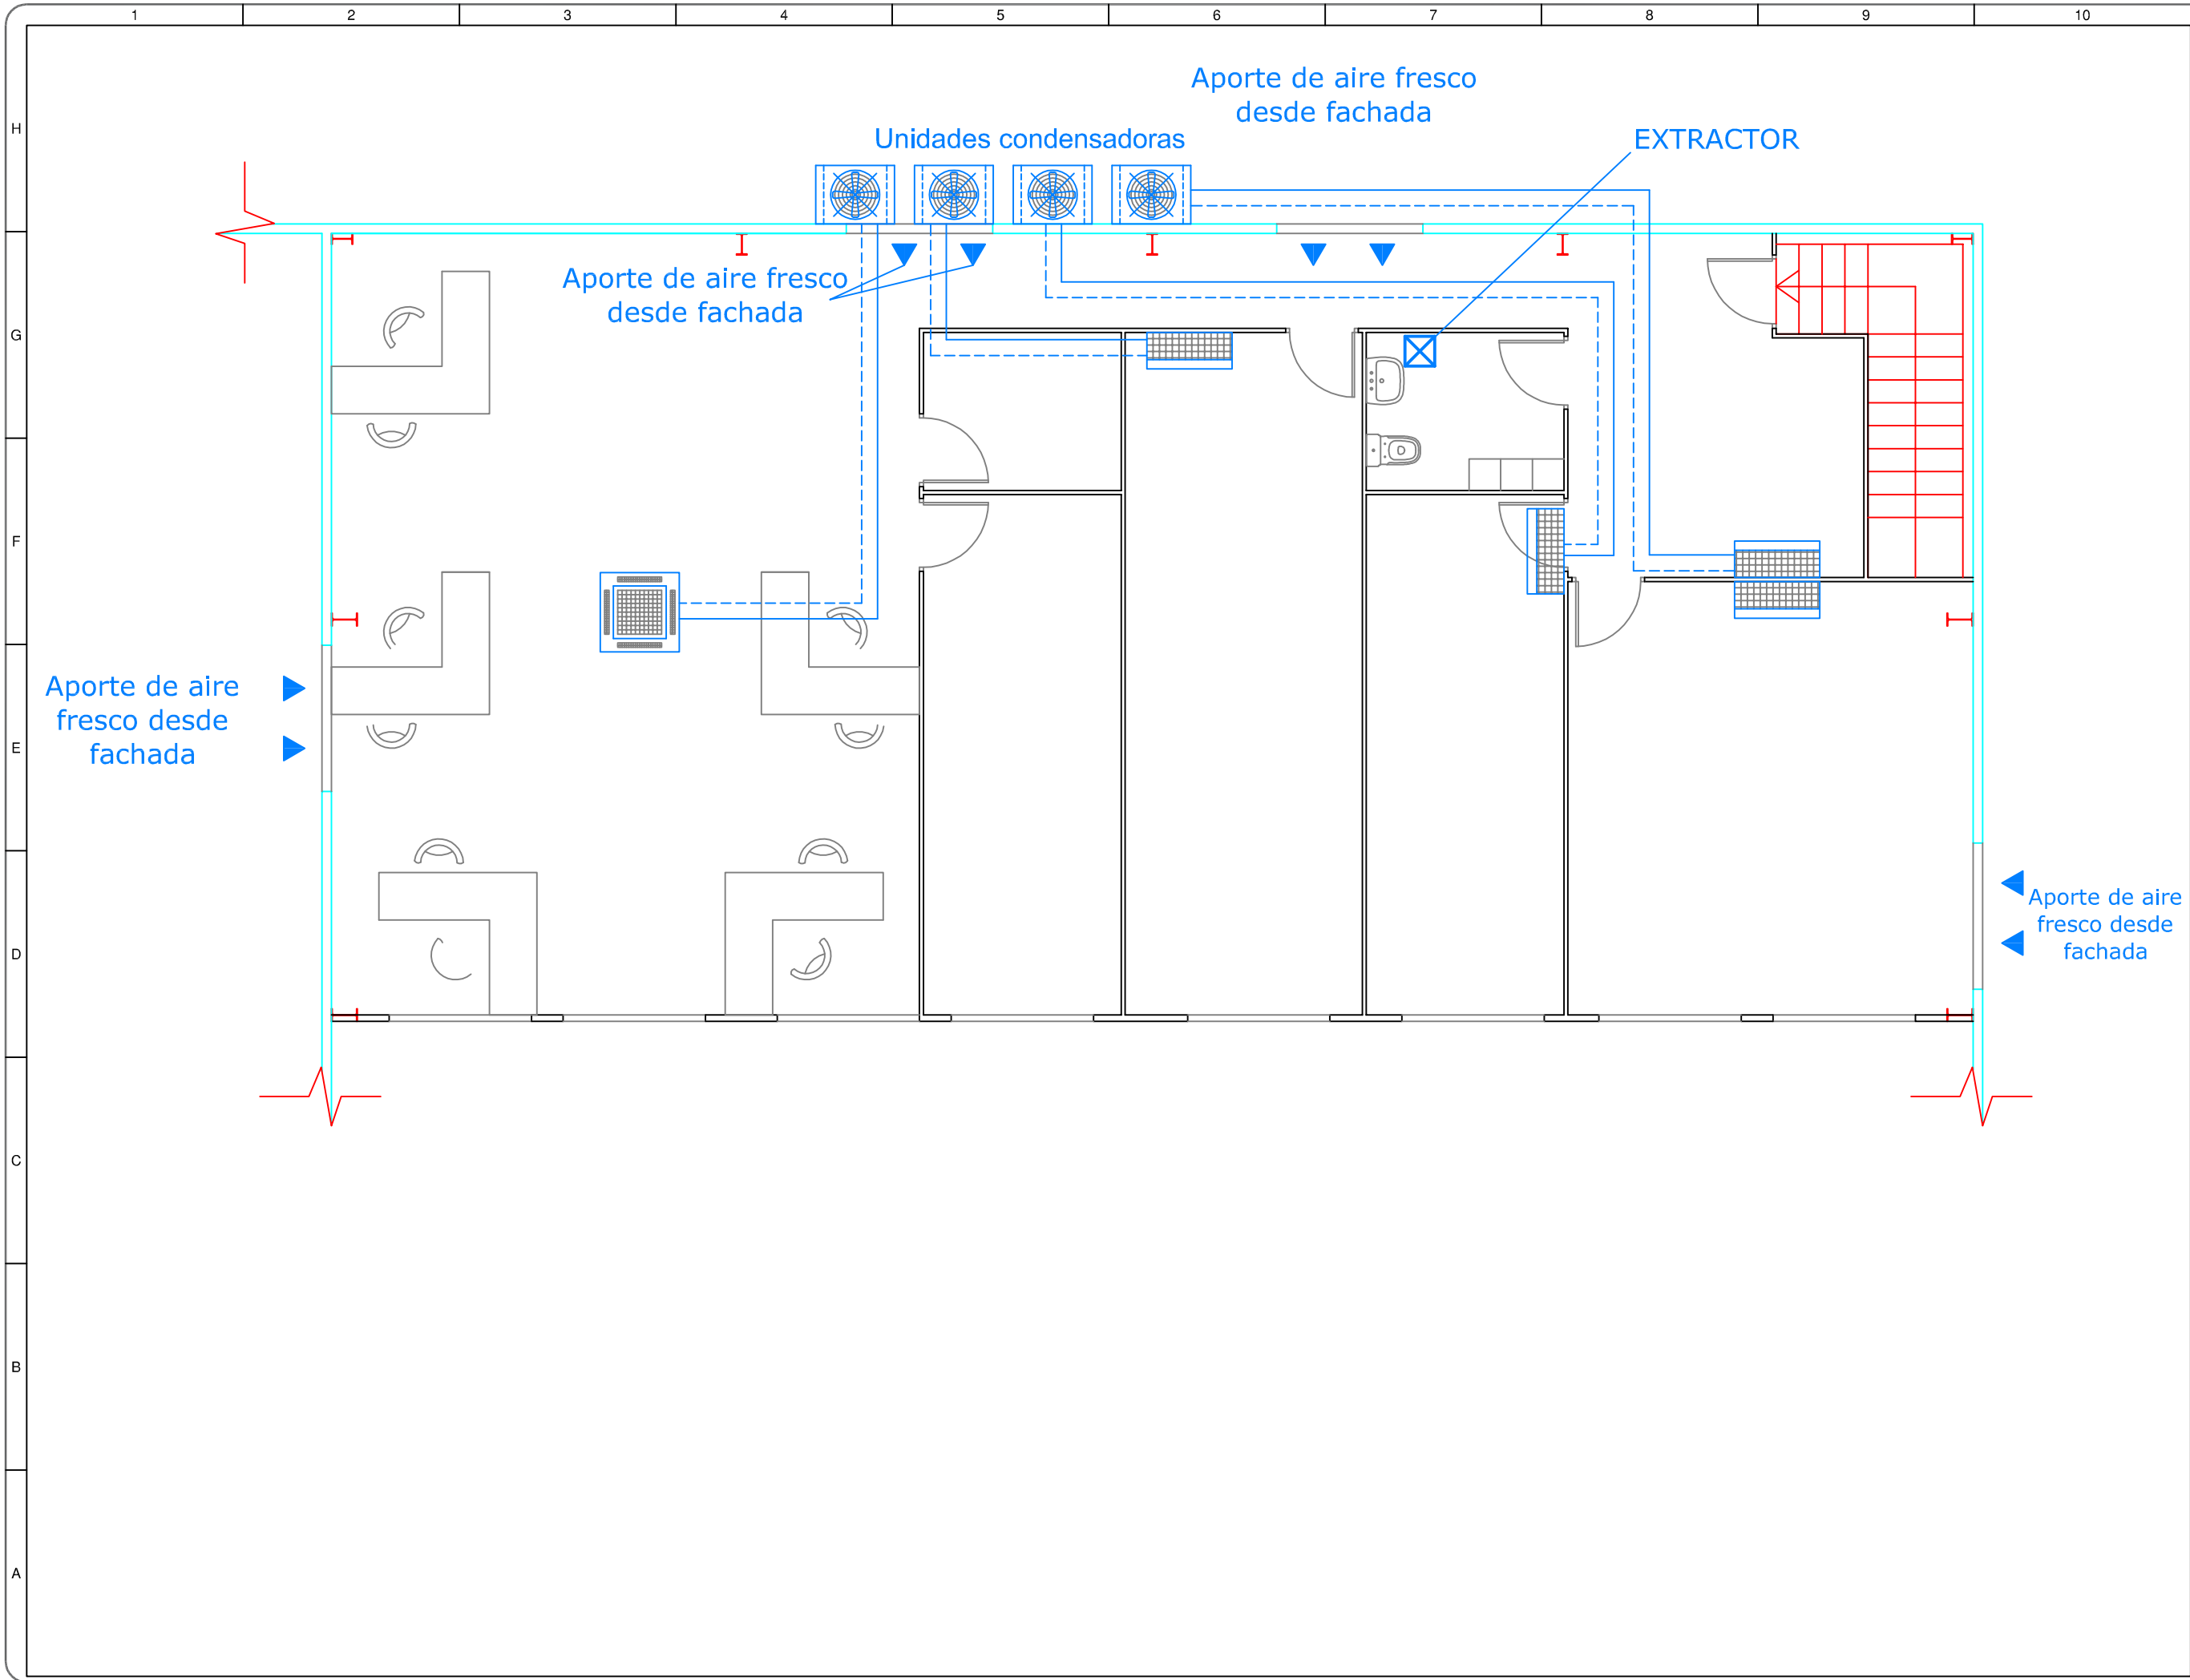 1 2 3 4 5 6 7 8 9 10
Aporte de aire fresco
desde fachada
Unidades condensadoras
EXTRACTOR
H
Aporte de aire fresco
desde fachada
G
F
Aporte de aire
fresco desde
fachada
E
Aporte de aire
fresco desde
fachada
D
C
B
A